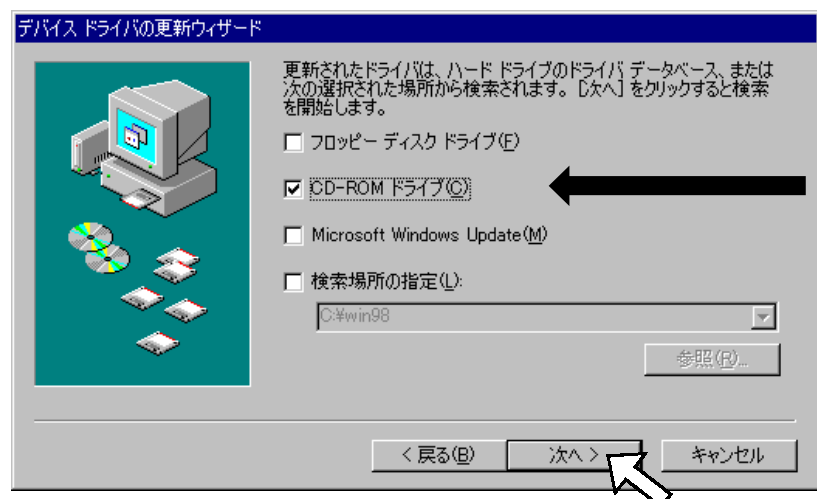 デバイス ドライバの更新ウィザード
更新されたドライバは、ハード ドライブのドライバ データベース、または
次の選択された場所から検索されます。［次へ］をクリックすると検索
を開始します。
フロッピー ディスク ドライブ(F)
CD-ROM ドライブ(C)
Microsoft Windows Update(M)
検索場所の指定(L):
C:¥win98
参照(R)...
< 戻る(B)
次へ >
キャンセル